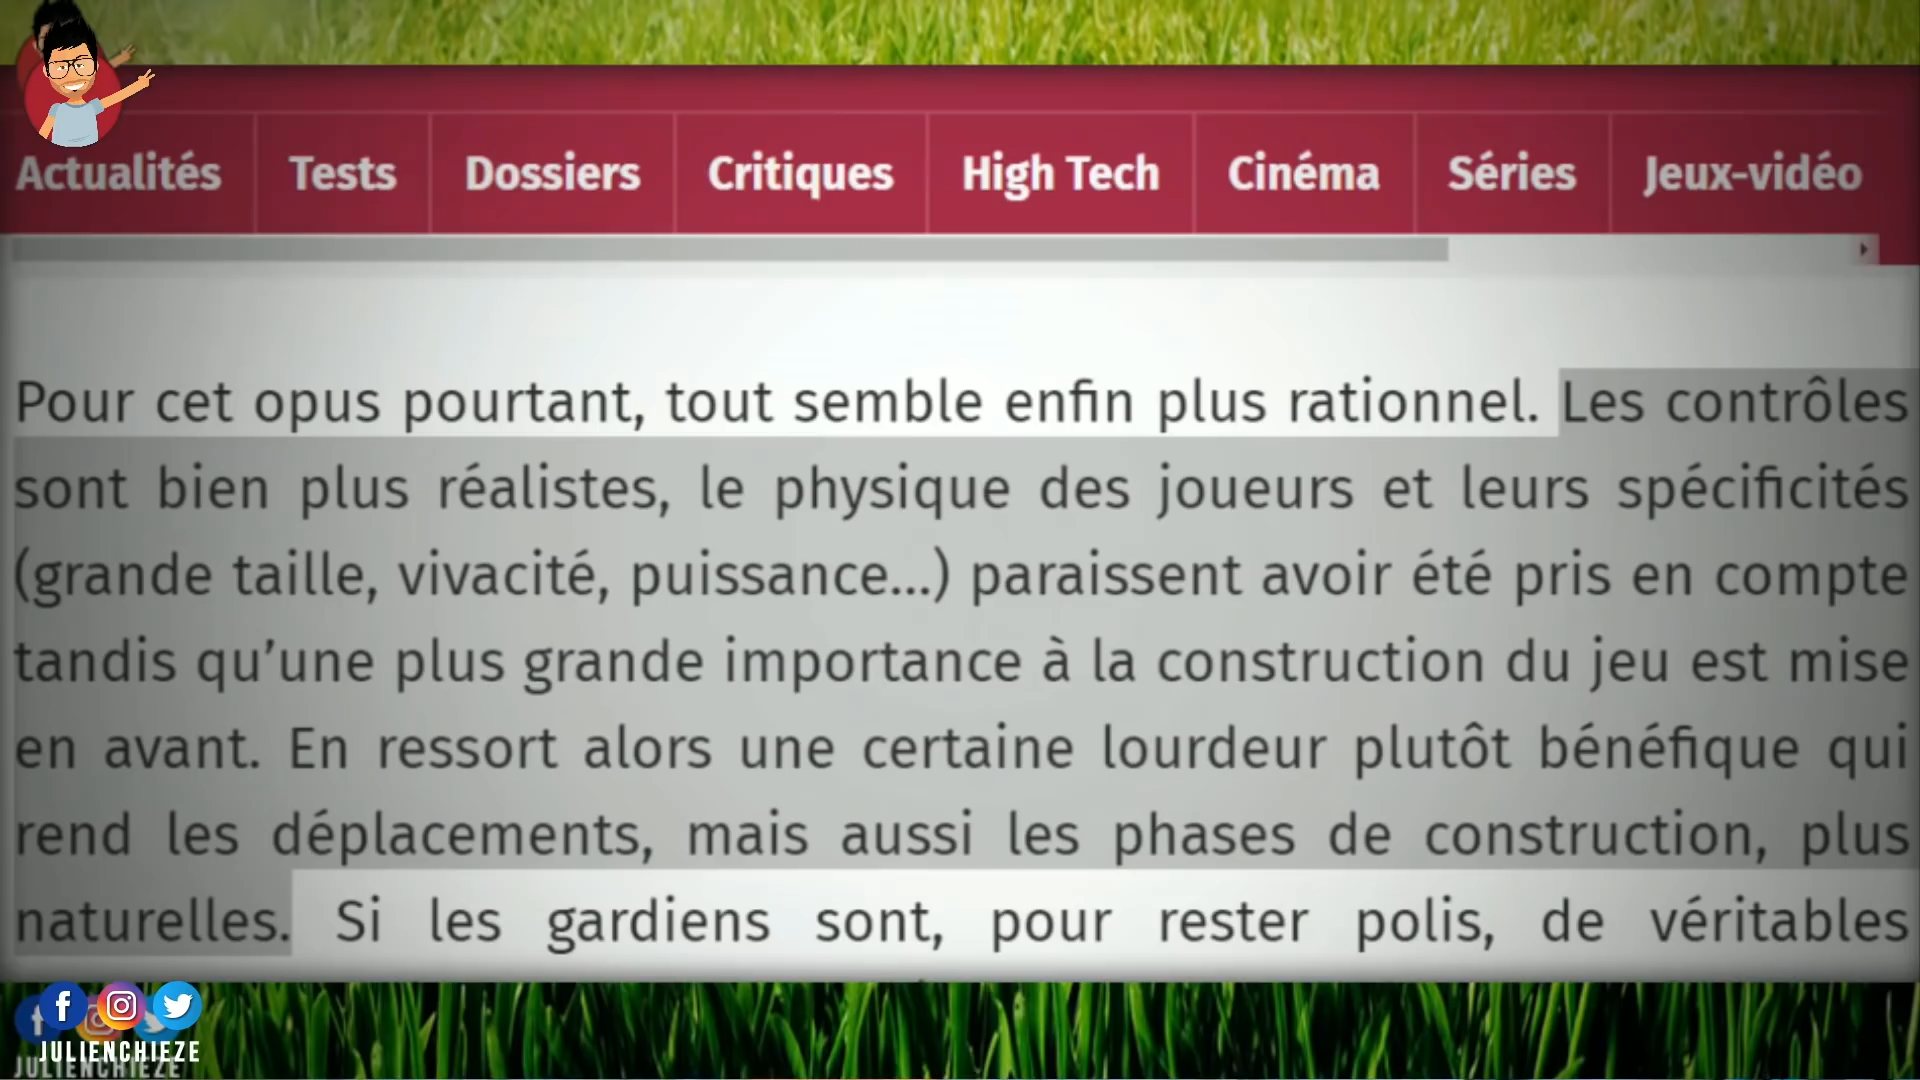 Actualités Tests Dossiers Critiques High Tech Cinéma Séries Jeux-vidéo
Pour cet opus pourtant, tout semble enfin plus rationnel. Les contrôles
sont bien plus réalistes, le physique des joueurs et leurs spécificités
(grande taille, vivacité, puissance...) paraissent avoir été pris en compte
tandis qu’une plus grande importance à la construction du jeu est mise
en avant. En ressort alors une certaine lourdeur plutôt bénéfique qui
rend les déplacements, mais aussi les phases de construction, plus
naturelles. Si les gardiens sont, pour rester polis, de véritables
JULIENCHIEZE
JULIENCHIEZE